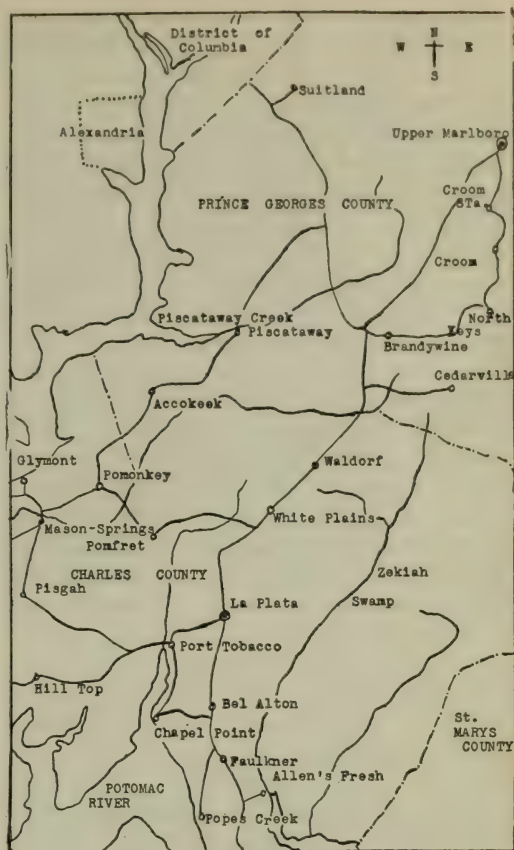 District of
Columbia
N
W E
S
Suitland
Alexandria
Upper Marlboro
PRINCE GEORGES COUNTY
Croom
STa.
Croom
North
Keys
Piscataway Creek
Piscataway
Brandywine
Cedarville
Accokeek
Glymont
Pomonkey
Waldorf
White Plains
Mason-Springs
Pomfret
Zekiah
Swamp
CHARLES COUNTY
Pisgah
La Plata
Port Tobacco
Hill Top
Bel Alton
Chapel Point
St.
MARYS
COUNTY
Faulkner
Allen's Fresh
POTOMAC
RIVER
Popes Creek